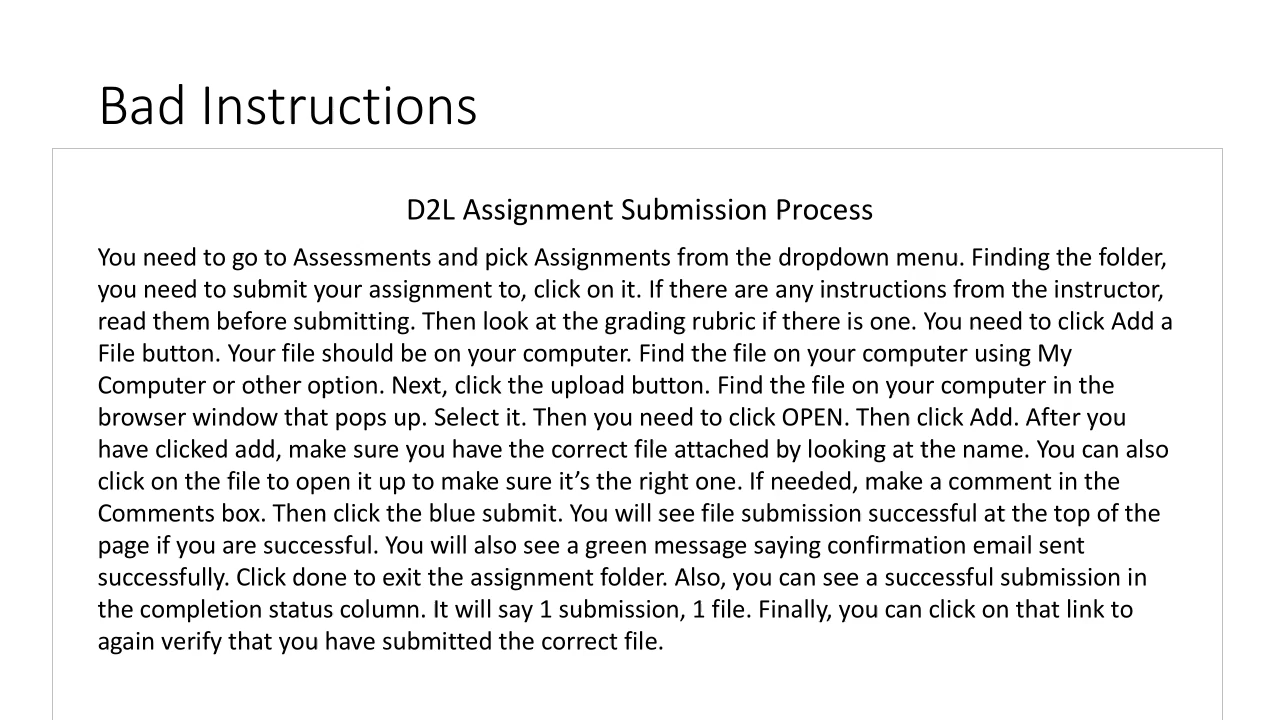 Bad Instructions
D2L Assignment Submission Process
You need to go to Assessments and pick Assignments from the dropdown menu. Finding the folder,
you need to submit your assignment to, click on it. If there are any instructions from the instructor,
read them before submitting. Then look at the grading rubric if there is one. You need to click Add a
File button. Your file should be on your computer. Find the file on your computer using My
Computer or other option. Next, click the upload button. Find the file on your computer in the
browser window that pops up. Select it. Then you need to click OPEN. Then click Add. After you
have clicked add, make sure you have the correct file attached by looking at the name. You can also
click on the file to open it up to make sure it’s the right one. If needed, make a comment in the
Comments box. Then click the blue submit. You will see file submission successful at the top of the
page if you are successful. You will also see a green message saying confirmation email sent
successfully. Click done to exit the assignment folder. Also, you can see a successful submission in
the completion status column. It will say 1 submission, 1 file. Finally, you can click on that link to
again verify that you have submitted the correct file.